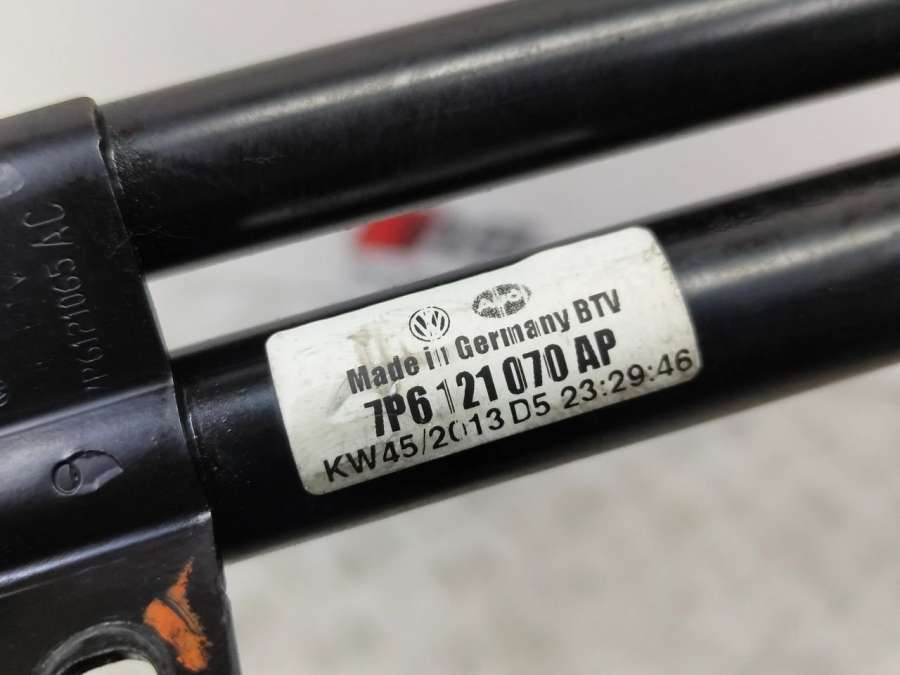 7P6121065 AC
Made in Germany BTV
7P6 121 070 AP
KW45/2013 D5 23:29:46